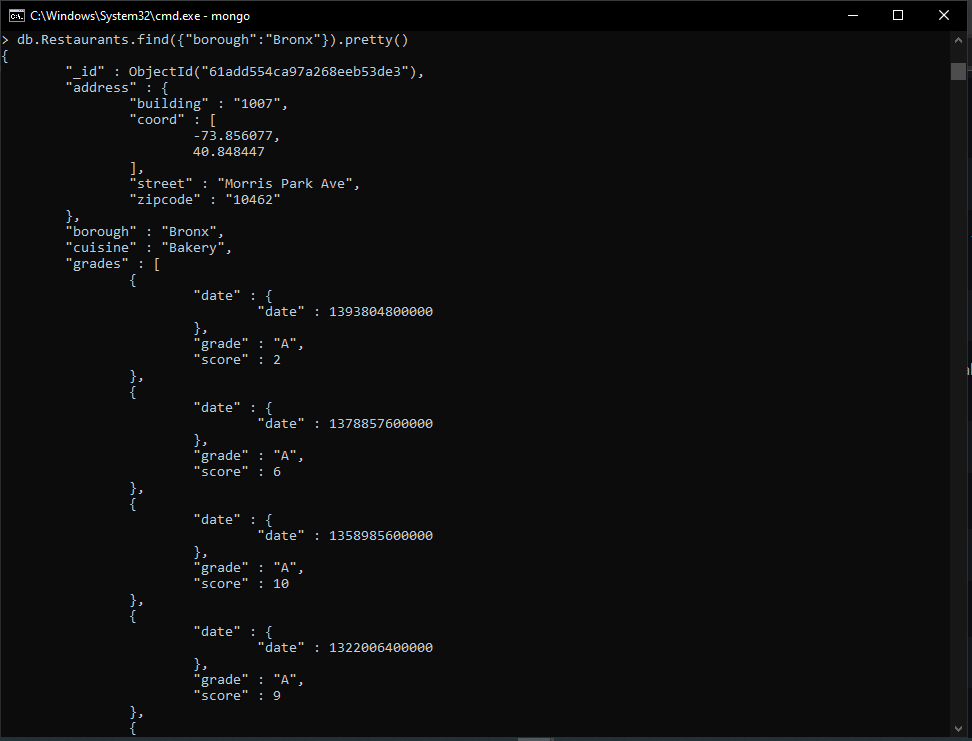 C:\Windows\System32\cmd.exe - mongo
> db.Restaurants.find({"borough":"Bronx"}).pretty()
{
        "_id" : ObjectId("61add554ca97a268eeb53de3"),
        "address" : {
                "building" : "1007",
                "coord" : [
                        -73.856077,
                        40.848447
                ],
                "street" : "Morris Park Ave",
                "zipcode" : "10462"
        },
        "borough" : "Bronx",
        "cuisine" : "Bakery",
        "grades" : [
                {
                        "date" : {
                                "date" : 1393804800000
                        },
                        "grade" : "A",
                        "score" : 2
                },
                {
                        "date" : {
                                "date" : 1378857600000
                        },
                        "grade" : "A",
                        "score" : 6
                },
                {
                        "date" : {
                                "date" : 1358985600000
                        },
                        "grade" : "A",
                        "score" : 10
                },
                {
                        "date" : {
                                "date" : 1322006400000
                        },
                        "grade" : "A",
                        "score" : 9
                },
                {